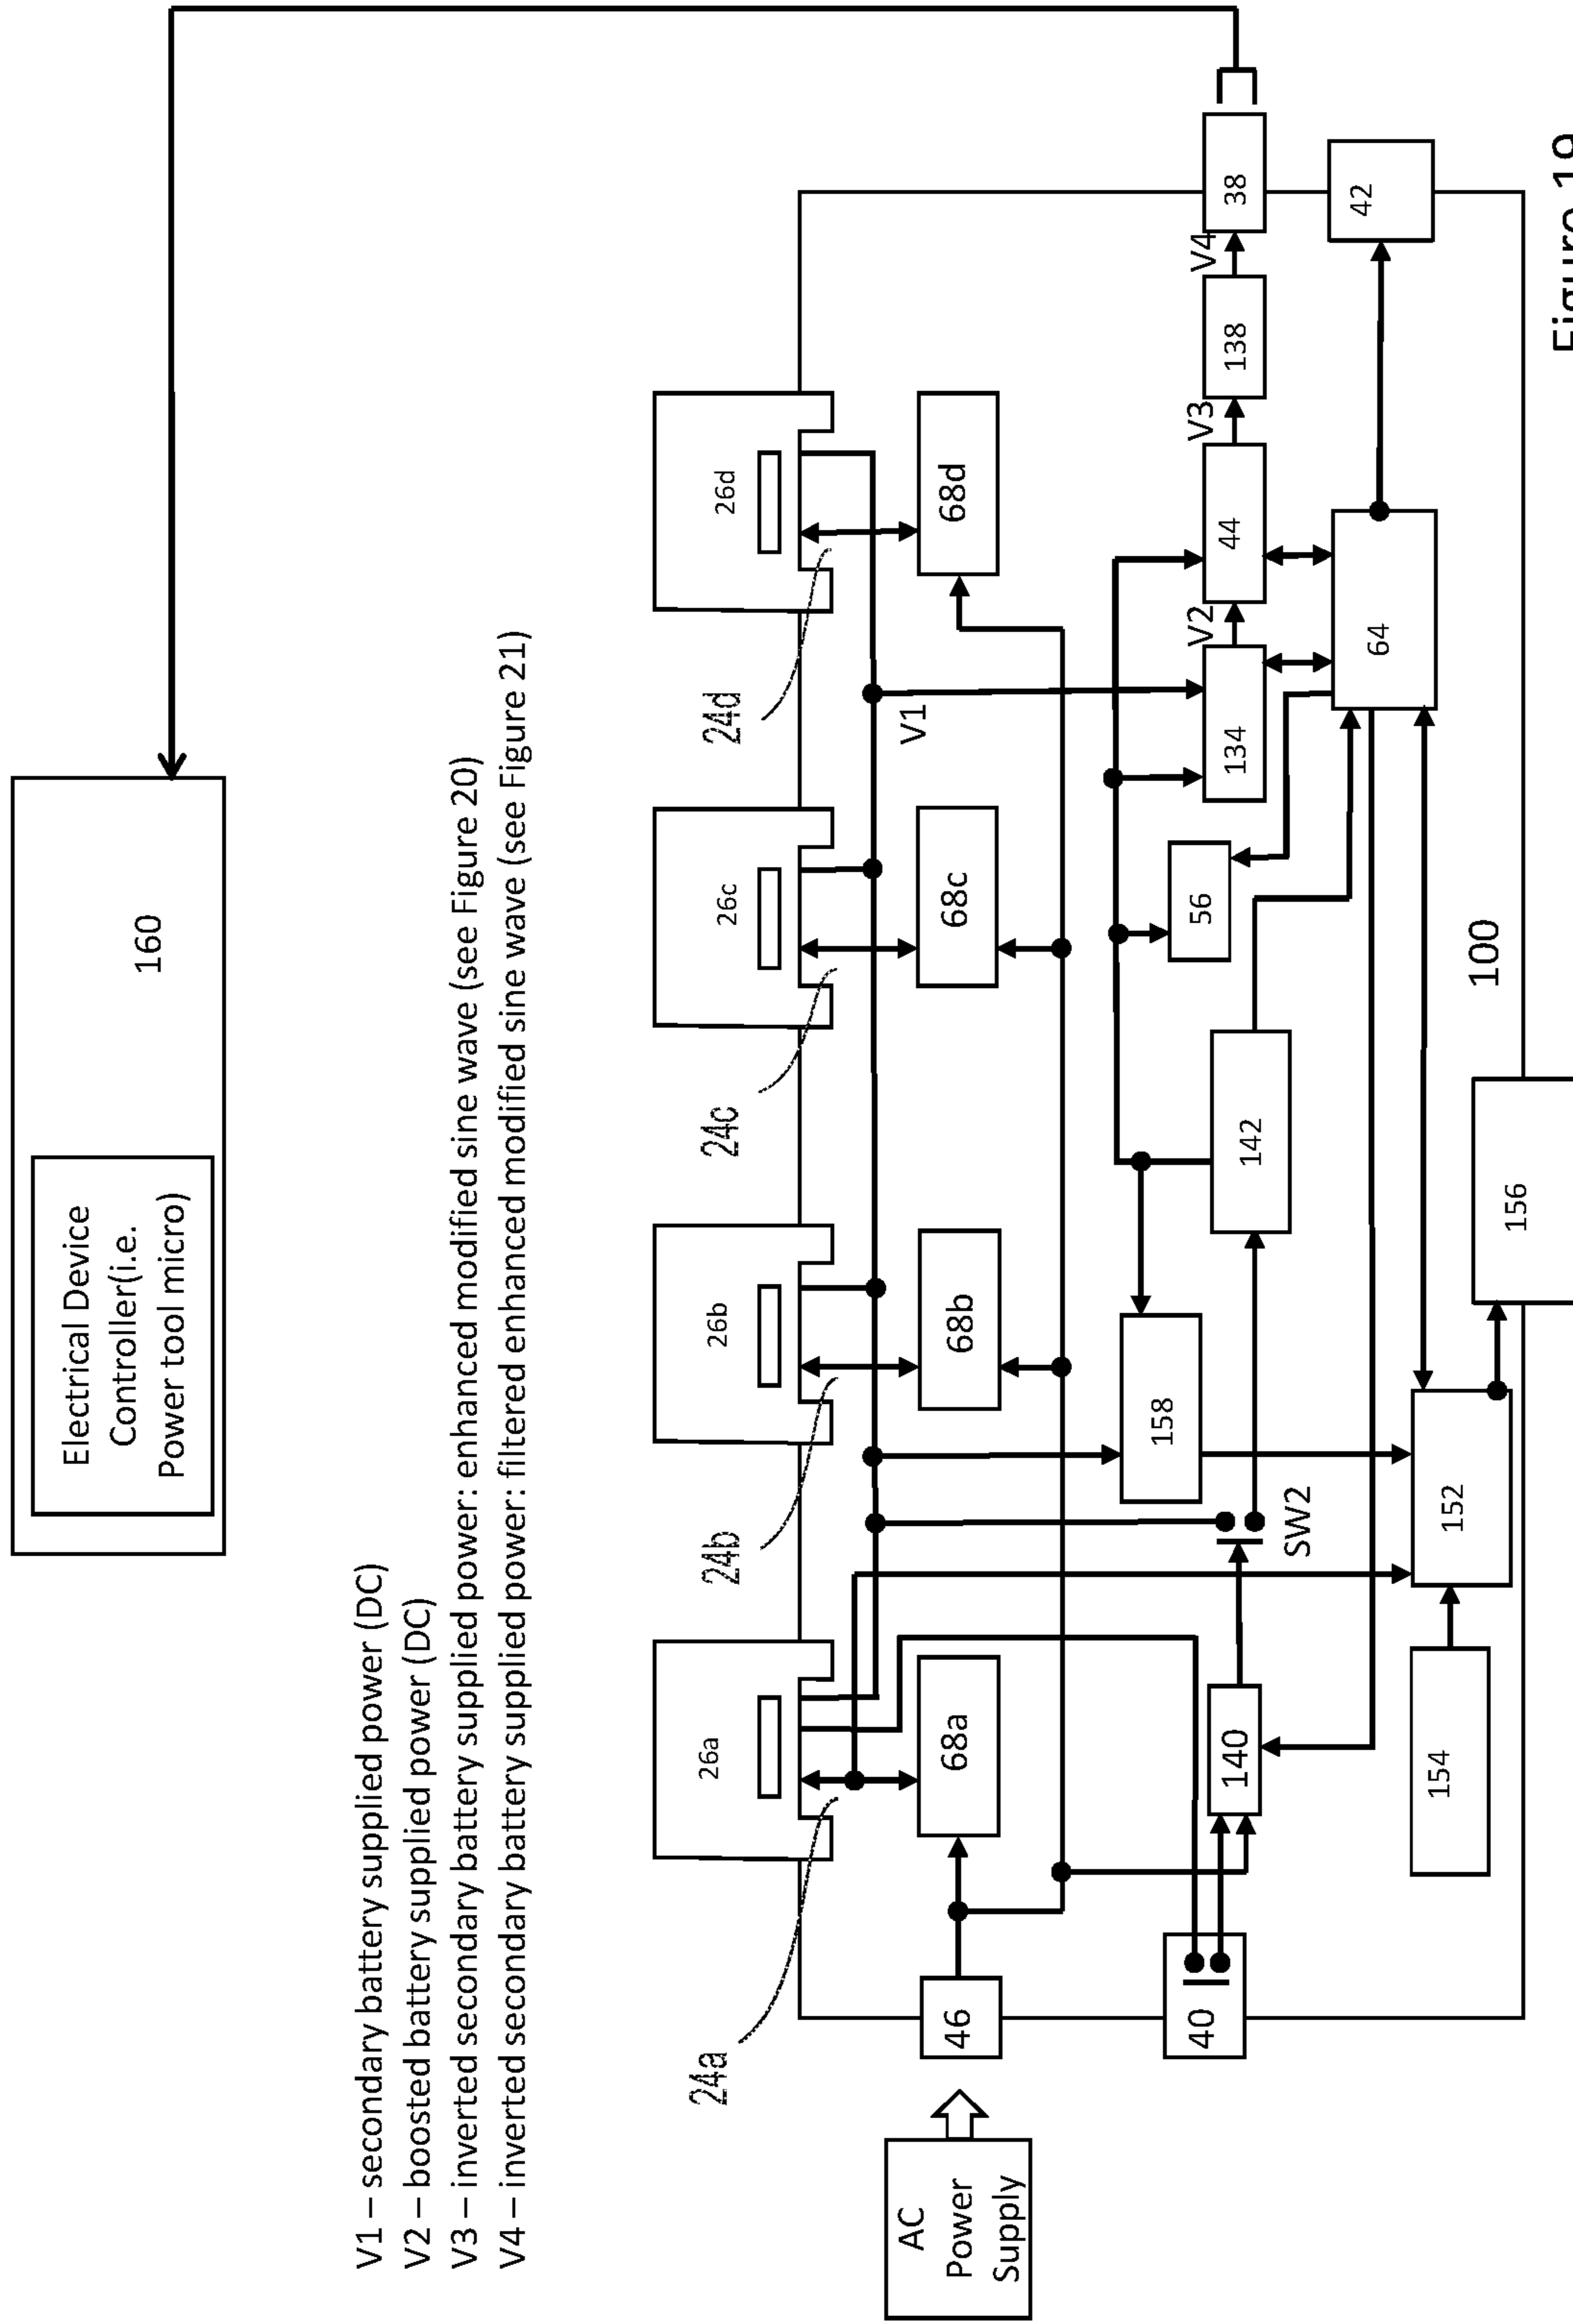 160
Electrical Device
Controller(i.e.
Power tool micro)
V1 – secondary battery supplied power (DC)
V2 – boosted battery supplied power (DC)
V3 – inverted secondary battery supplied power: enhanced modified sine wave (see Figure 20)
V4 – inverted secondary battery supplied power: filtered enhanced modified sine wave (see Figure 21)
26a
26b
26c
26d
24a
24b
24c
24d
68a
68b
68c
68d
V1
AC
Power
Supply
46
40
140
SW2
158
142
56
134
V2
44
V3
138
V4
38
64
42
154
152
156
100
Figure 19